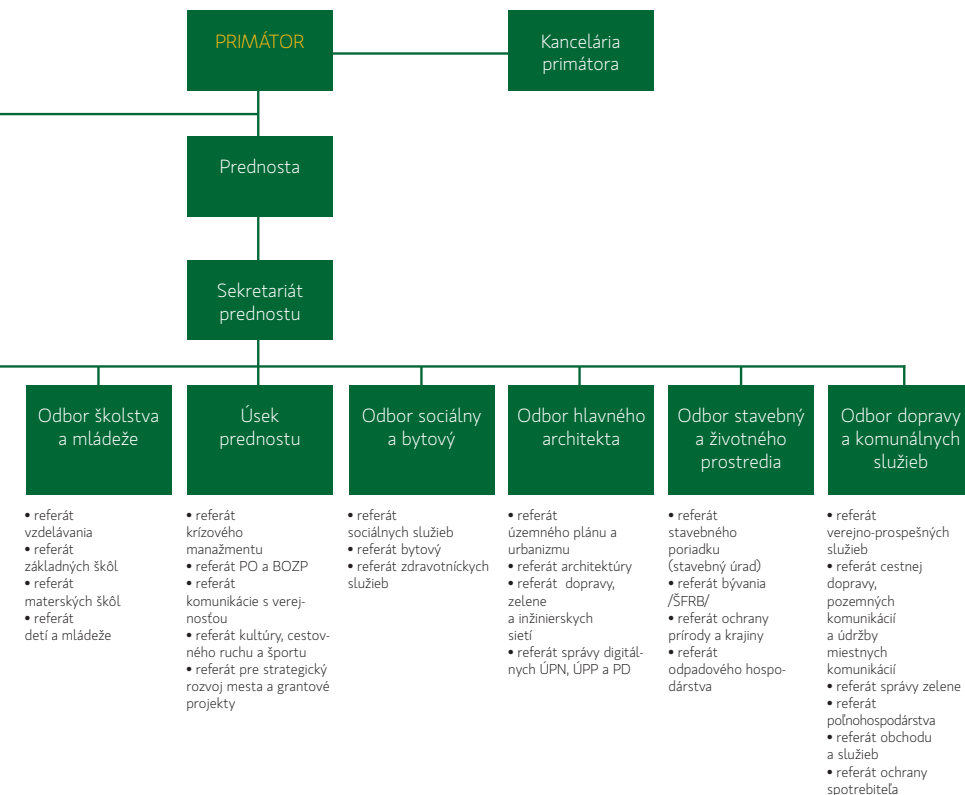 PRIMÁTOR
Kancelária
primátora
Prednosta
Sekretariát
prednostu
Odbor školstva
a mládeže
• referát
vzdelávania
• referát
základných škôl
• referát
materských škôl
• referát
detí a mládeže
Úsek
prednostu
• referát
krízového
manažmentu
• referát PO a BOZP
• referát
komunikácie s verej-
nosťou
• referát kultúry, cestov-
ného ruchu a športu
• referát pre strategický
rozvoj mesta a grantové
projekty
Odbor sociálny
a bytový
• referát
sociálnych služieb
• referát bytový
• referát zdravotníckych
služieb
Odbor hlavného
architekta
• referát
územného plánu a
urbanizmu
• referát architektúry
• referát dopravy,
zelene
a inžinierskych
sietí
• referát správy digitál-
nych ÚPN, ÚPP a PD
Odbor stavebný
a životného
prostredia
• referát
stavebného
poriadku
(stavebný úrad)
• referát bývania
/ŠFRB/
• referát ochrany
prírody a krajiny
• referát
odpadového hospo-
dárstva
Odbor dopravy
a komunálnych
služieb
• referát
verejno-prospešných
služieb
• referát cestnej
dopravy,
pozemných
komunikácií
a údržby
miestnych
komunikácií
• referát správy zelene
• referát
poľnohospodárstva
• referát obchodu
a služieb
• referát ochrany
spotrebiteľa